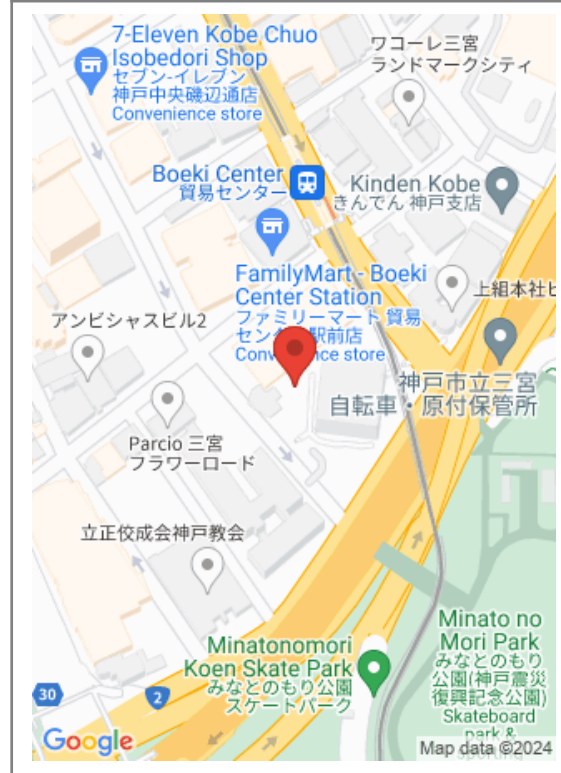 7-Eleven Kobe Chuo
Isobedori Shop
セブン-イレブン
神戸中央磯辺通店
Convenience store
ワコーレ三宮
ランドマークシティ
Boeki Center
貿易センター
Kinden Kobe
きんでん 神戸支店
FamilyMart - Boeki
Center Station
ファミリーマート 貿易
駅前店
store
上組本社ビ
アンビシャスビル2
神戸市立三宮
自転車・原付保管所
Parcio 三宮
フラワーロード
立正佼成会神戸教会
Minatonomori
Koen Skate Park
みなとのもり公園
スケートパーク
Minato no
Mori Park
みなとのもり
公園(神戸震災
復興記念公園)
Skateboard
park &
30
2
Google
Map data ©2024